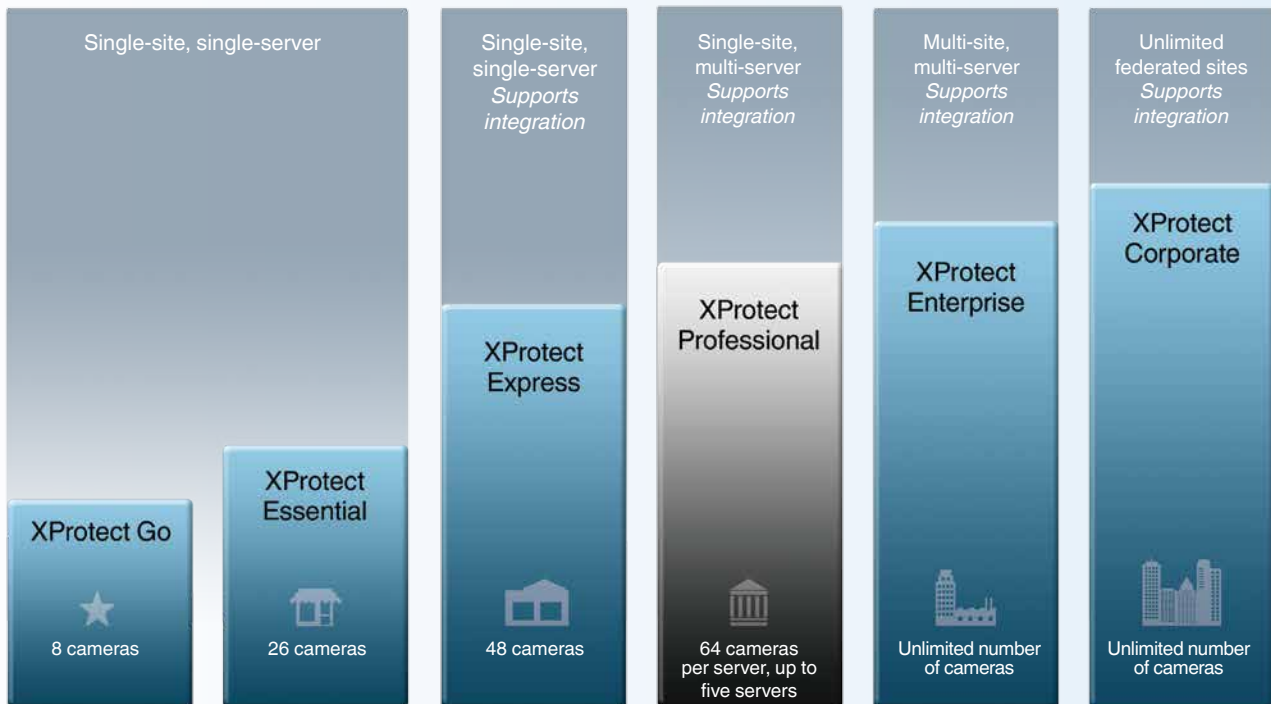 Single-site, single-server
Single-site,
single-server
Supports
integration
Single-site,
multi-server
Supports
integration
Multi-site,
multi-server
Supports
integration
Unlimited
federated sites
Supports
integration
XProtect Go
8 cameras
XProtect
Essential
26 cameras
XProtect
Express
48 cameras
XProtect
Professional
64 cameras
per server, up to
five servers
XProtect
Enterprise
Unlimited number
of cameras
XProtect
Corporate
Unlimited number
of cameras